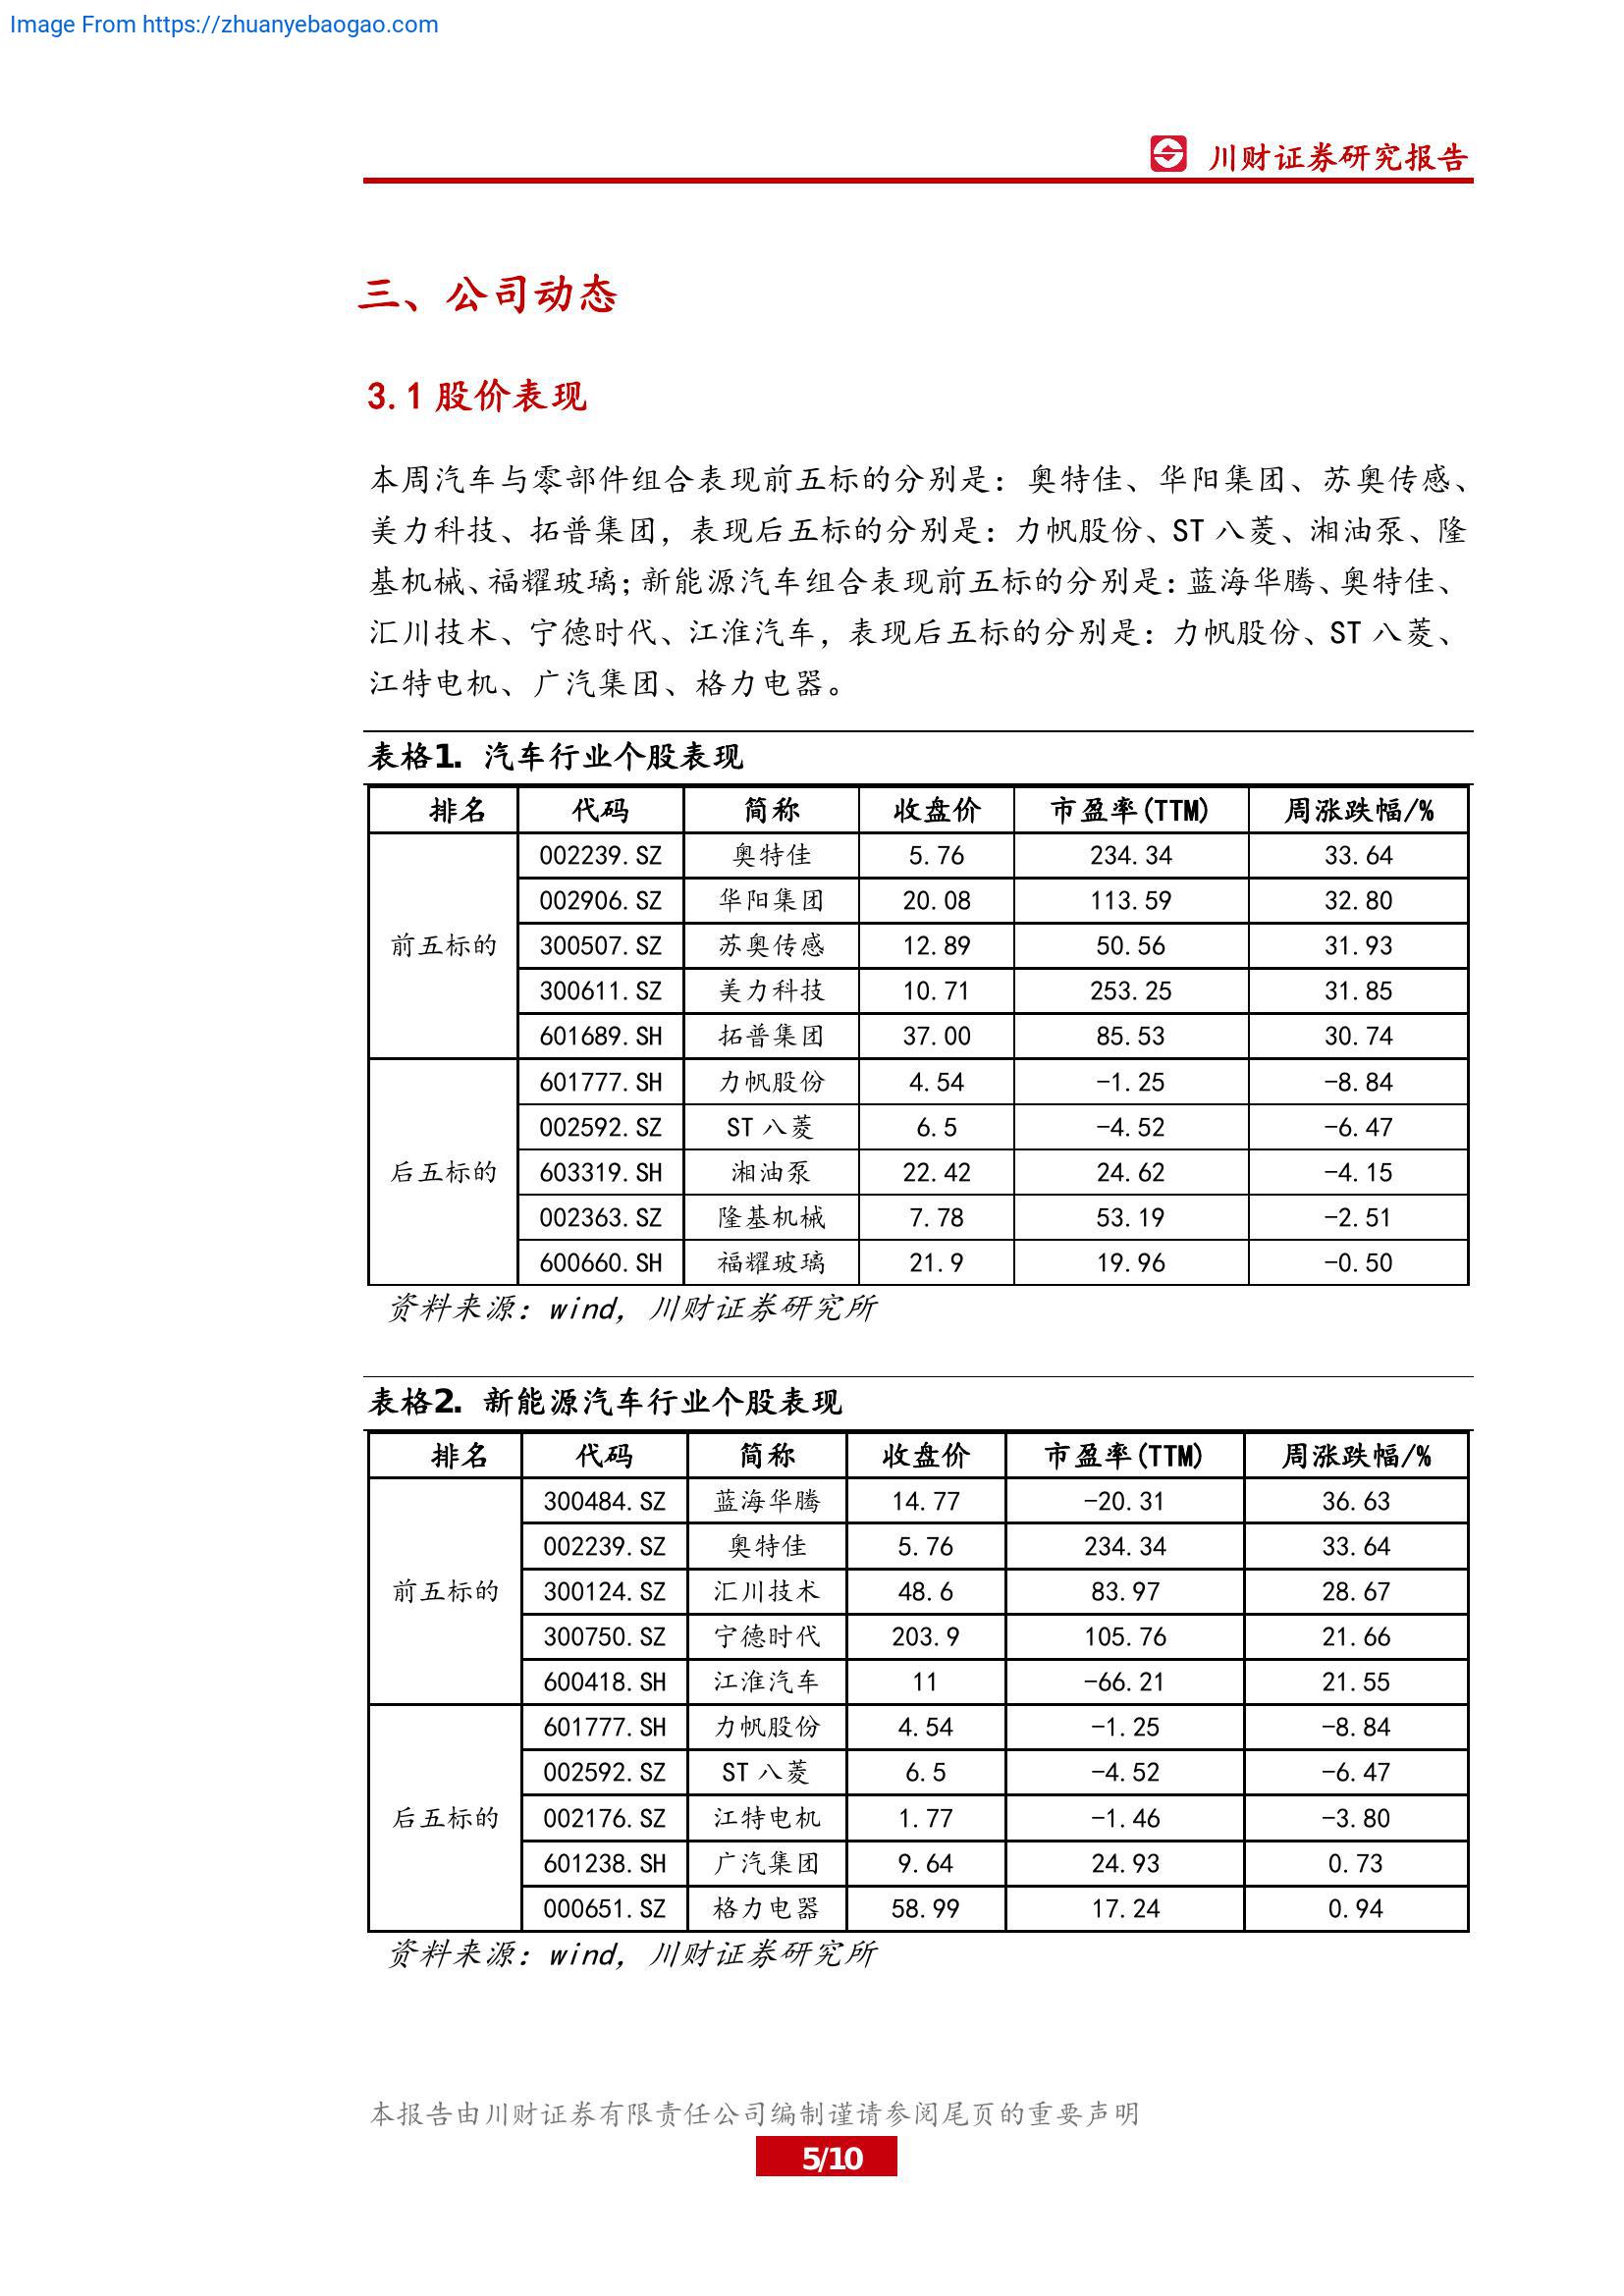 Image From https://zhuanyebaogao.com
川财证券研究报告
三、公司动态
3.1 股价表现
本周汽车与零部件组合表现前五标的分别是：奥特佳、华阳集团、苏奥传感、
美力科技、拓普集团，表现后五标的分别是：力帆股份、ST 八菱、湘油泵、隆
基机械、福耀玻璃；新能源汽车组合表现前五标的分别是：蓝海华腾、奥特佳、
汇川技术、宁德时代、江淮汽车，表现后五标的分别是：力帆股份、ST 八菱、
江特电机、广汽集团、格力电器。
表格1. 汽车行业个股表现
排名 代码 简称 收盘价 市盈率(TTM) 周涨跌幅/%
002239.SZ 奥特佳 5.76 234.34 33.64
002906.SZ 华阳集团 20.08 113.59 32.80
前五标的 300507.SZ 苏奥传感 12.89 50.56 31.93
300611.SZ 美力科技 10.71 253.25 31.85
601689.SH 拓普集团 37.00 85.53 30.74
601777.SH 力帆股份 4.54 -1.25 -8.84
002592.SZ ST 八菱 6.5 -4.52 -6.47
后五标的 603319.SH 湘油泵 22.42 24.62 -4.15
002363.SZ 隆基机械 7.78 53.19 -2.51
600660.SH 福耀玻璃 21.9 19.96 -0.50
资料来源：wind，川财证券研究所
表格2. 新能源汽车行业个股表现
排名 代码 简称 收盘价 市盈率(TTM) 周涨跌幅/%
300484.SZ 蓝海华腾 14.77 -20.31 36.63
002239.SZ 奥特佳 5.76 234.34 33.64
前五标的 300124.SZ 汇川技术 48.6 83.97 28.67
300750.SZ 宁德时代 203.9 105.76 21.66
600418.SH 江淮汽车 11 -66.21 21.55
601777.SH 力帆股份 4.54 -1.25 -8.84
002592.SZ ST 八菱 6.5 -4.52 -6.47
后五标的 002176.SZ 江特电机 1.77 -1.46 -3.80
601238.SH 广汽集团 9.64 24.93 0.73
000651.SZ 格力电器 58.99 17.24 0.94
资料来源：wind，川财证券研究所
本报告由川财证券有限责任公司编制谨请参阅尾页的重要声明
5/10